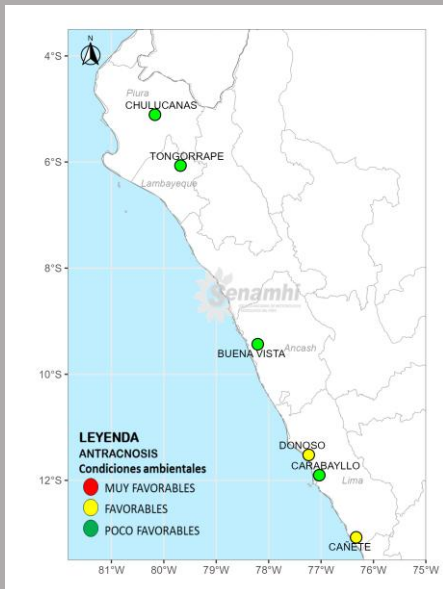 N
4°S
Piura
CHULUCANAS
TONGORRAPE
6°S
Lambayeque
8°S
Senamhi
BUENA VISTA
Ancash
10°S
DONOSO
CARABAYLLO
Lima
12°S
CAÑETE
LEYENDA
ANTRACNOSIS
Condiciones ambientales
MUY FAVORABLES
FAVORABLES
POCO FAVORABLES
81°W 80°W 79°W 78°W 77°W 76°W 75°W